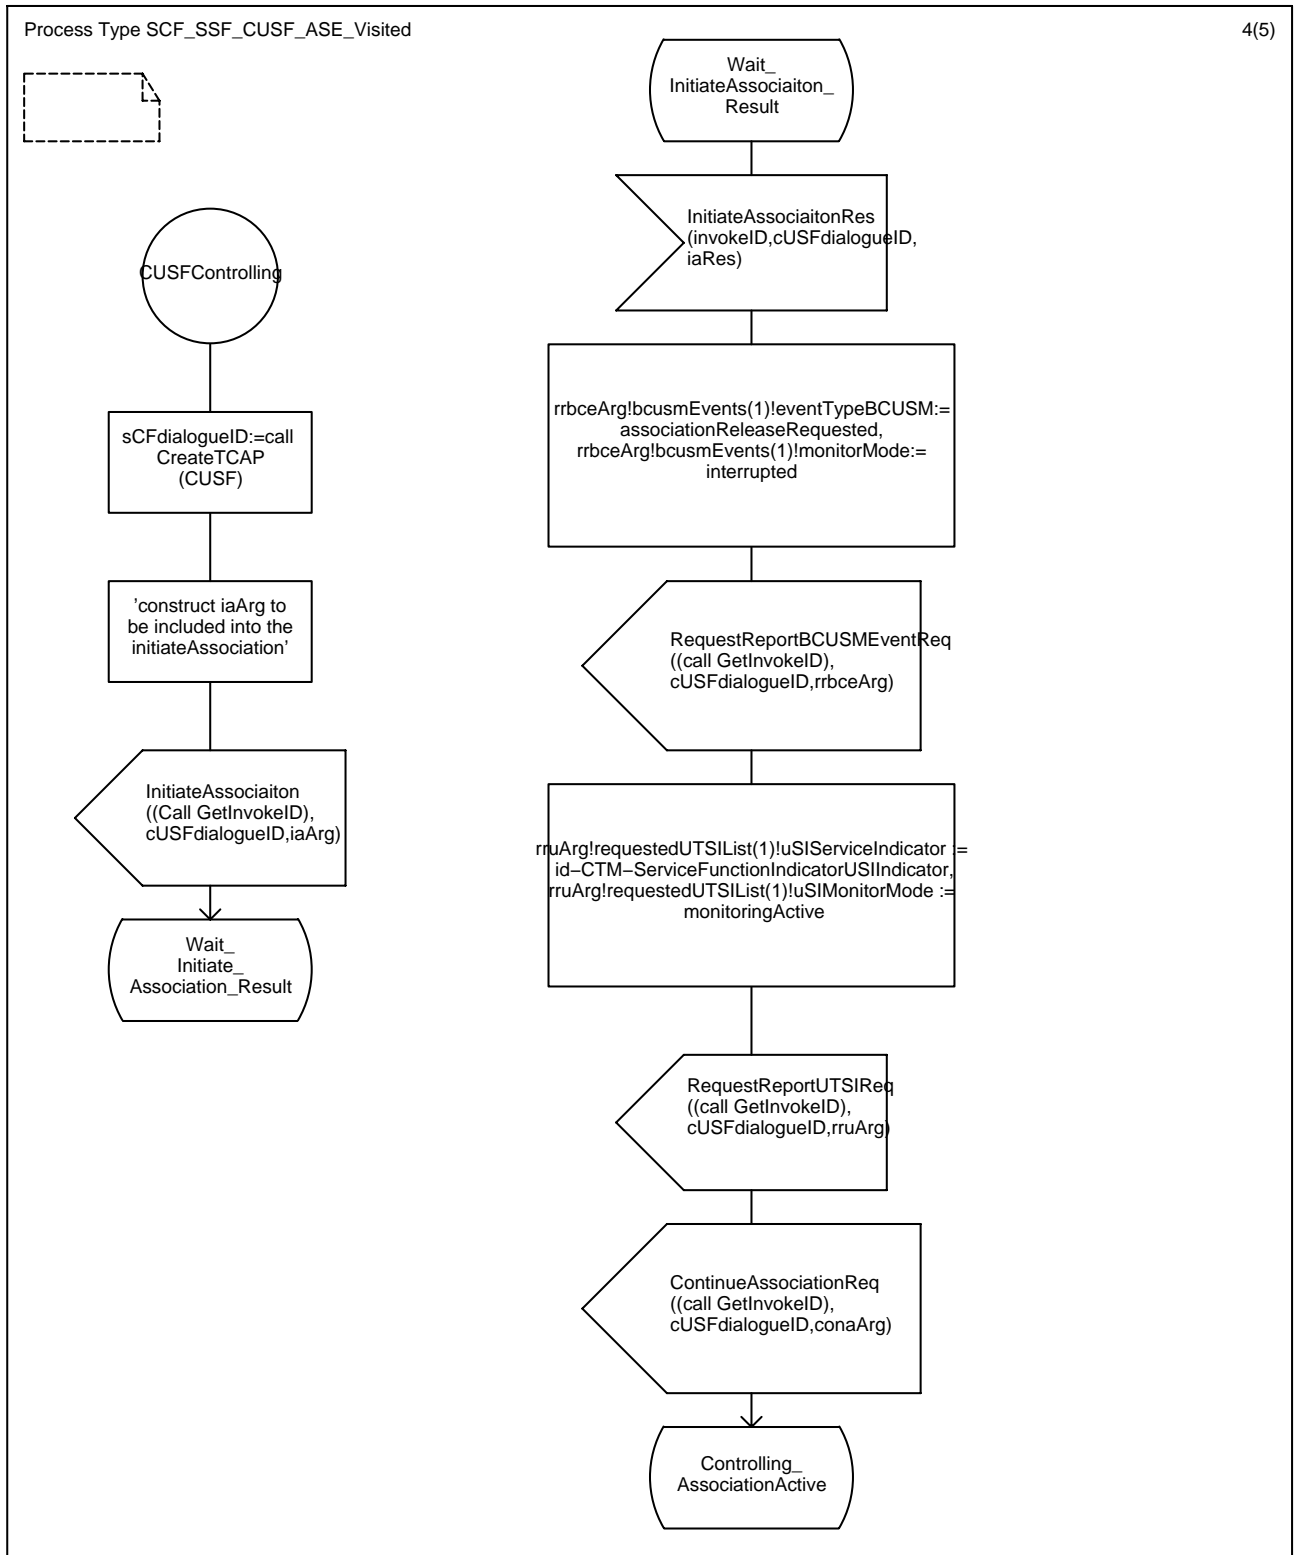 Process Type SCF_SSF_CUSF_ASE_Visited
4(5)
CUSFControlling
sCFdialogueID:=call
CreateTCAP
(CUSF)
'construct iaArg to
be included into the
initiateAssociation'
InitiateAssociaiton
((Call GetInvokeID),
cUSFdialogueID,iaArg)
Wait_
Initiate_
Association_Result
Wait_
InitiateAssociaiton_
Result
InitiateAssociaitonRes
(invokeID,cUSFdialogueID,
iaRes)
rrbceArg!bcusmEvents(1)!eventTypeBCUSM:=
associationReleaseRequested,
rrbceArg!bcusmEvents(1)!monitorMode:=
interrupted
RequestReportBCUSMEventReq
((call GetInvokeID),
cUSFdialogueID,rrbceArg)
rruArg!requestedUTSIList(1)!uSIServiceIndicator :=
id–CTM–ServiceFunctionIndicatorUSIIndicator,
rruArg!requestedUTSIList(1)!uSIMonitorMode :=
monitoringActive
RequestReportUTSIReq
((call GetInvokeID),
cUSFdialogueID,rruArg)
ContinueAssociationReq
((call GetInvokeID),
cUSFdialogueID,conaArg)
Controlling_
AssociationActive